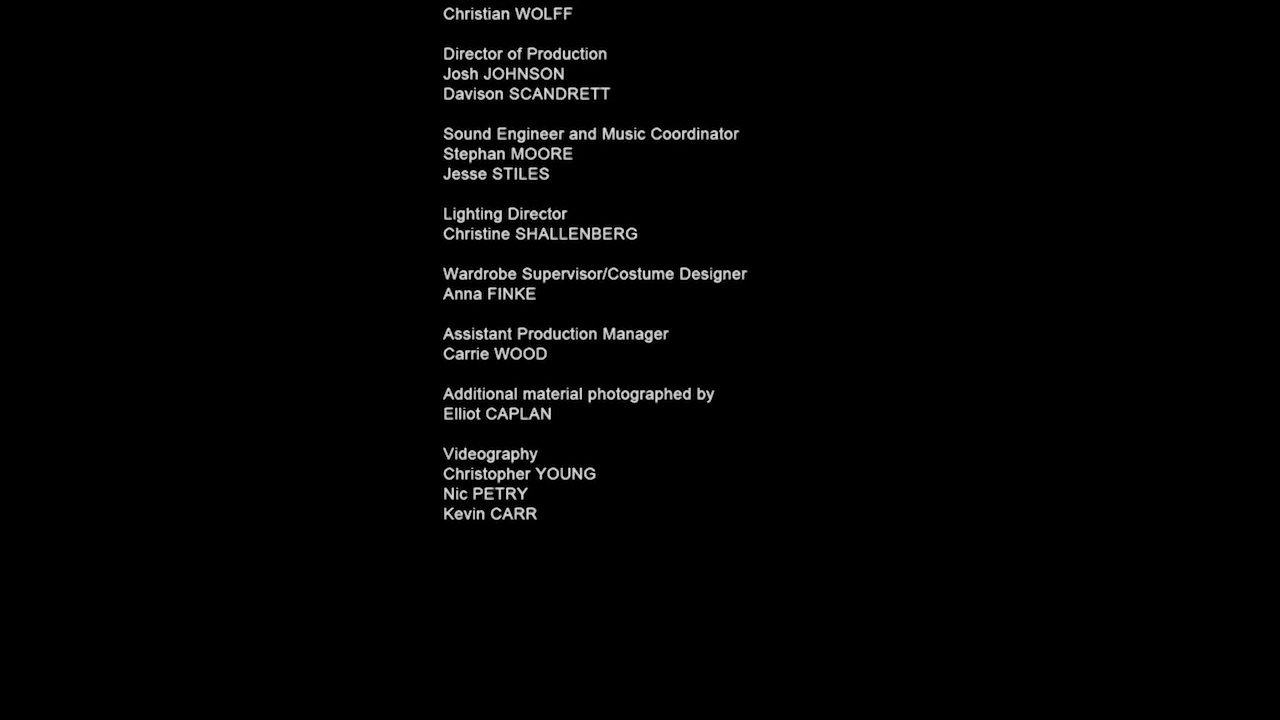 Christian WOLFF
Director of Production
Josh JOHNSON
Davison SCANDRETT
Sound Engineer and Music Coordinator
Stephan MOORE
Jesse STILES
Lighting Director
Christine SHALLENBERG
Wardrobe Supervisor/Costume Designer
Anna FINKE
Assistant Production Manager
Carrie WOOD
Additional material photographed by
Elliot CAPLAN
Videography
Christopher YOUNG
Nic PETRY
Kevin CARR